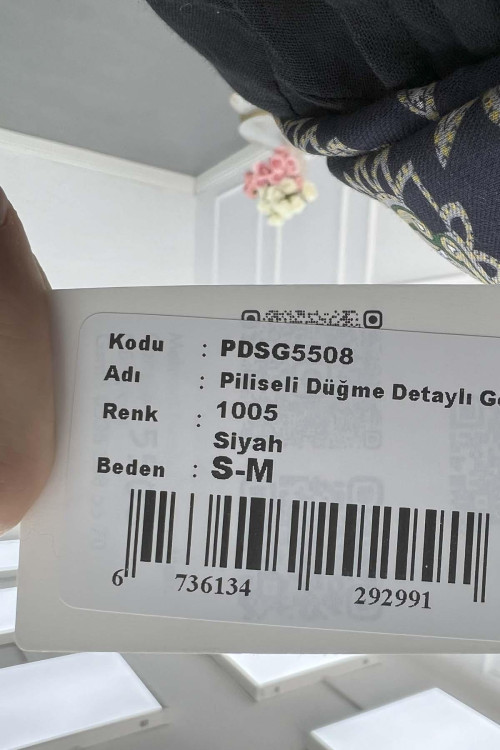 Kodu : PDSG5508
Adı : Piliseli Düğme Detaylı
Renk : 1005
Siyah
Beden : S-M
6 736134 292991